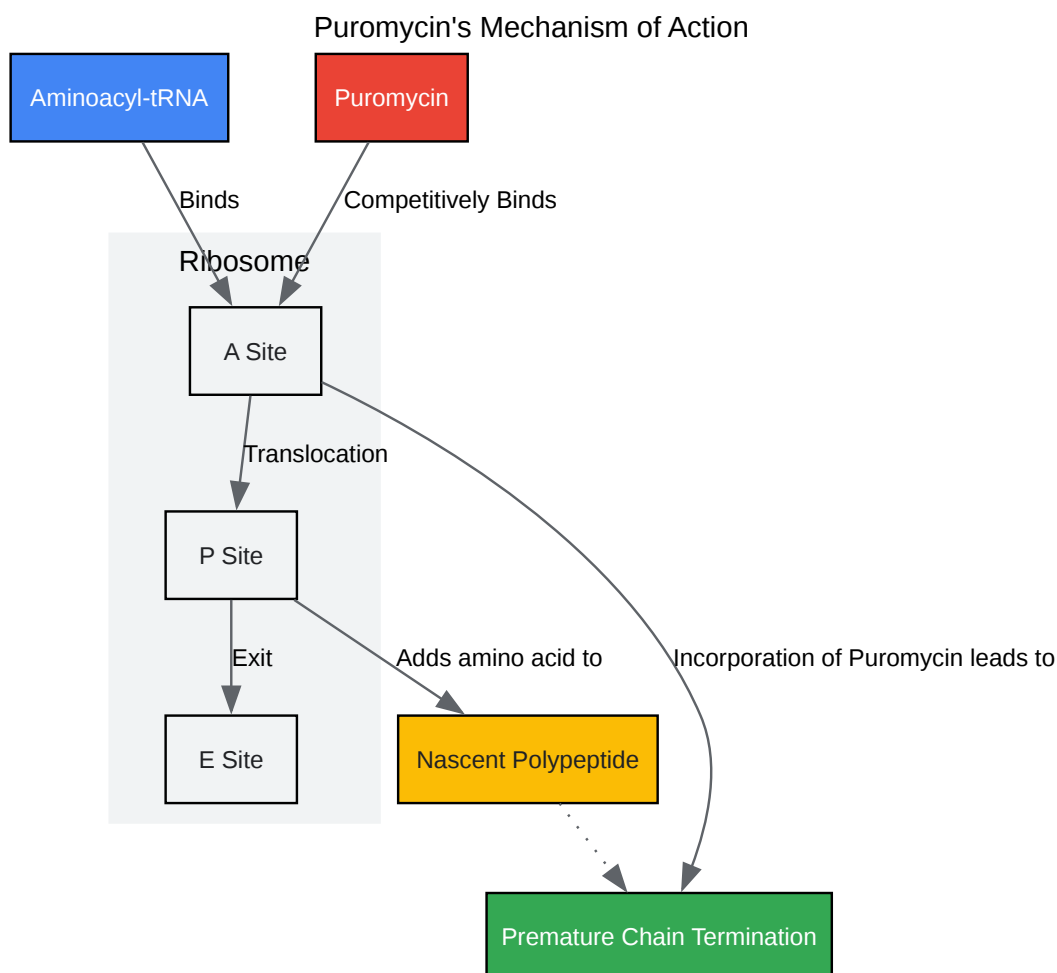 Puromycin's Mechanism of Action
Aminoacyl-tRNA
Puromycin
Binds
Competitively Binds
Ribosome
A Site
Translocation
P Site
Exit
Adds amino acid to
Incorporation of Puromycin leads to
E Site
Nascent Polypeptide
Premature Chain Termination